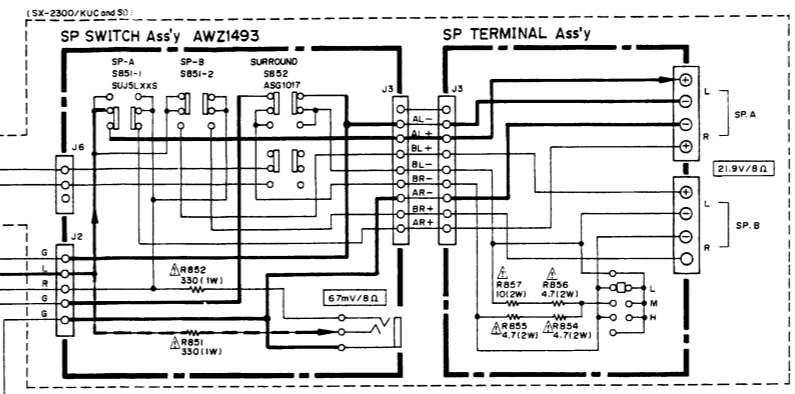 (SX-2300/KUC and SD)
SP SWITCH Ass'y AWZ1493
SP TERMINAL Ass'y
SP-A
S851-1
SUJ5LXXS
SP-B
S851-2
SURROUND
S852
ASG1017
J3
J3
AL-
AL+
BL+
BL-
BR-
AR-
BR+
AR+
J6
J2
G
L
R
G
G
R852
330(1W)
R851
330(1W)
67mV/8Ω
L
R
SP.A
21.9V/8Ω
L
R
SP.B
R857
10(2W)
R856
4.7(2W)
R855
4.7(2W)
R854
4.7(2W)
L
M
H